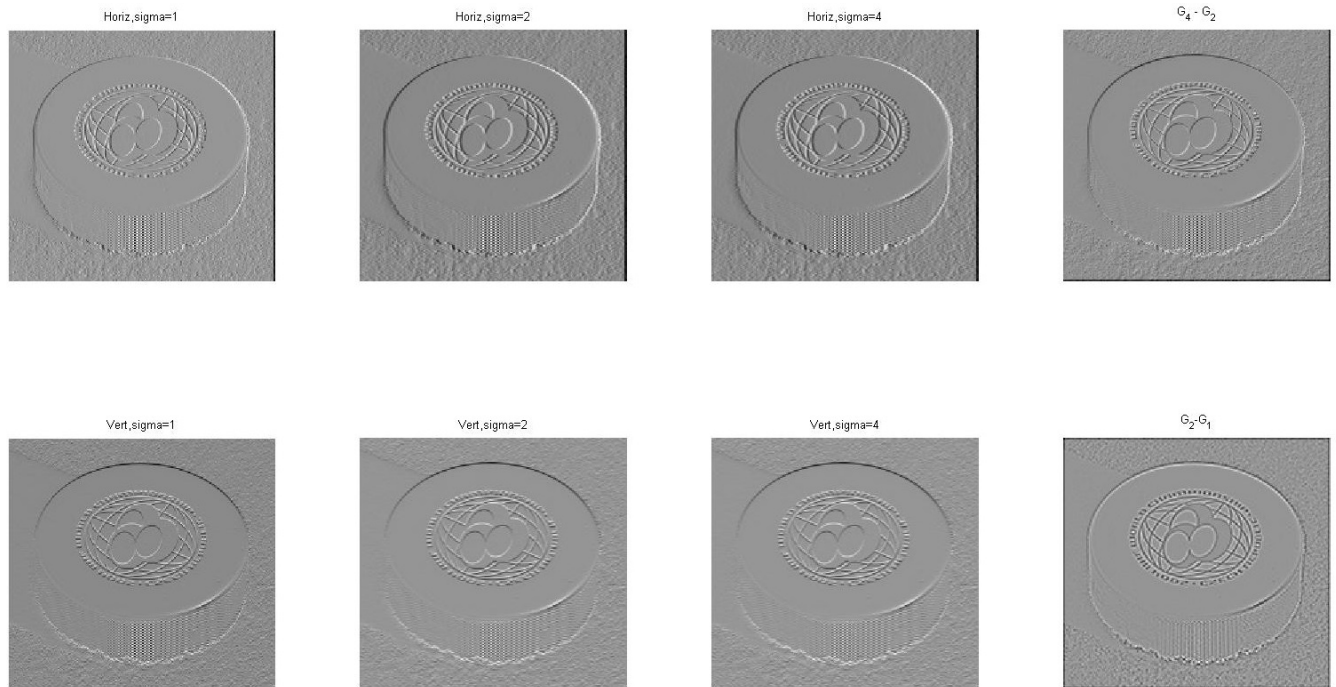 Horiz,sigma=1
Horiz,sigma=2
Horiz,sigma=4
G₄ - G₂
Vert,sigma=1
Vert,sigma=2
Vert,sigma=4
G₂-G₁